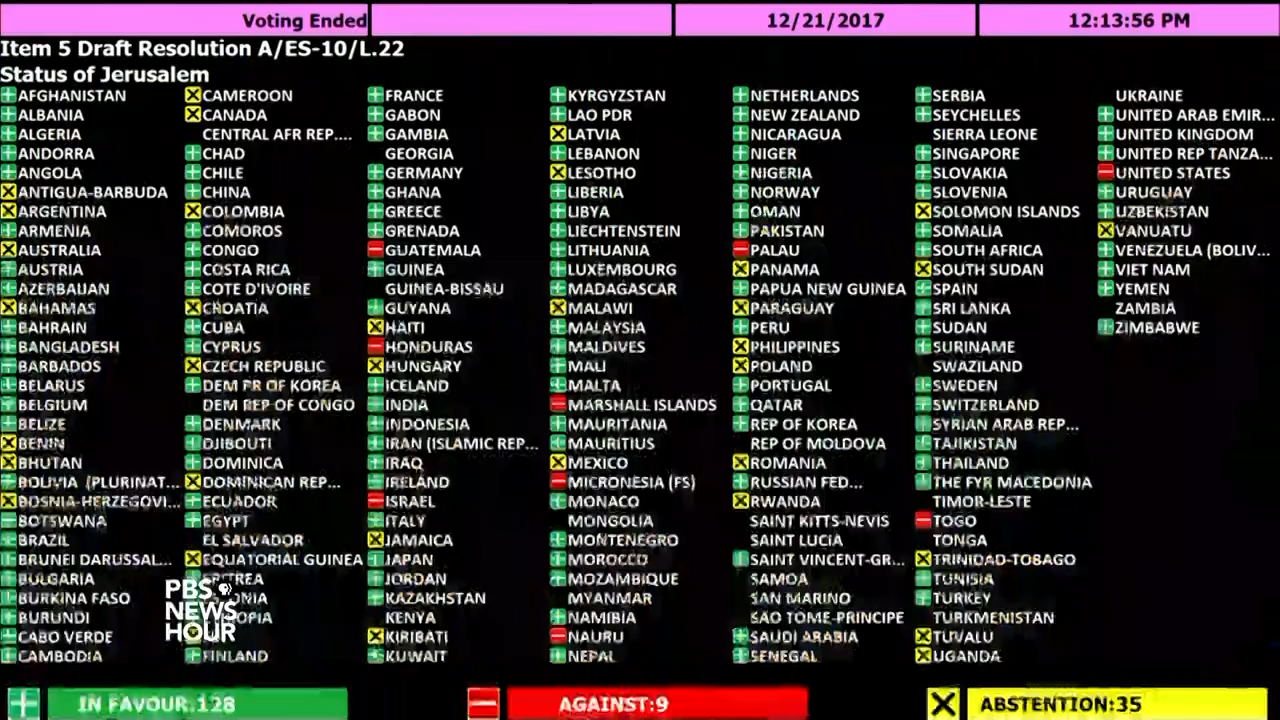 Voting Ended 12/21/2017 12:13:56 PM
Item 5 Draft Resolution A/ES-10/L.22
Status of Jerusalem
AFGHANISTAN
ALBANIA
ALGERIA
ANDORRA
ANGOLA
ANTIGUA-BARBUDA
ARGENTINA
ARMENIA
AUSTRALIA
AUSTRIA
AZERBAIJAN
BAHAMAS
BAHRAIN
BANGLADESH
BARBADOS
BELARUS
BELGIUM
BELIZE
BENIN
BHUTAN
BOLIVIA (PLURINAT...
BOSNIA-HERZEGOVI...
BOTSWANA
BRAZIL
BRUNEI DARUSSAL...
BULGARIA
BURKINA FASO
BURUNDI
CABO VERDE
CAMBODIA
CAMEROON
CANADA
CENTRAL AFR REP....
CHAD
CHILE
CHINA
COLOMBIA
COMOROS
CONGO
COSTA RICA
COTE D'IVOIRE
CROATIA
CUBA
CYPRUS
CZECH REPUBLIC
DEM PR OF KOREA
DEM REP OF CONGO
DENMARK
DJIBOUTI
DOMINICA
DOMINICAN REP...
ECUADOR
EGYPT
EL SALVADOR
EQUATORIAL GUINEA
FINLAND
PBS
NEWS
HOUR
FRANCE
GABON
GAMBIA
GEORGIA
GERMANY
GHANA
GREECE
GRENADA
GUATEMALA
GUINEA
GUINEA-BISSAU
GUYANA
HAITI
HONDURAS
HUNGARY
ICELAND
INDIA
INDONESIA
IRAN (ISLAMIC REP...
IRAQ
IRELAND
ISRAEL
ITALY
JAMAICA
JAPAN
JORDAN
KAZAKHSTAN
KENYA
KIRIBATI
KUWAIT
KYRGYZSTAN
LAO PDR
LATVIA
LEBANON
LESOTHO
LIBERIA
LIBYA
LIECHTENSTEIN
LITHUANIA
LUXEMBOURG
MADAGASCAR
MALAWI
MALAYSIA
MALDIVES
MALI
MALTA
MARSHALL ISLANDS
MAURITANIA
MAURITIUS
MEXICO
MICRONESIA (FS)
MONACO
MONGOLIA
MONTENEGRO
MOROCCO
MOZAMBIQUE
MYANMAR
NAMIBIA
NAURU
NEPAL
NETHERLANDS
NEW ZEALAND
NICARAGUA
NIGER
NIGERIA
NORWAY
OMAN
PAKISTAN
PALAU
PANAMA
PAPUA NEW GUINEA
PARAGUAY
PERU
PHILIPPINES
POLAND
PORTUGAL
QATAR
REP OF KOREA
REP OF MOLDOVA
ROMANIA
RUSSIAN FED...
RWANDA
SAINT KITTS-NEVIS
SAINT LUCIA
SAINT VINCENT-GR...
SAMOA
SAN MARINO
SAO TOME-PRINCIPE
SAUDI ARABIA
SENEGAL
SERBIA
SEYCHELLES
SIERRA LEONE
SINGAPORE
SLOVAKIA
SLOVENIA
SOLOMON ISLANDS
SOMALIA
SOUTH AFRICA
SOUTH SUDAN
SPAIN
SRI LANKA
SUDAN
SURINAME
SWAZILAND
SWEDEN
SWITZERLAND
SYRIAN ARAB REP...
TAJIKISTAN
THAILAND
THE FYR MACEDONIA
TIMOR-LESTE
TOGO
TONGA
TRINIDAD-TOBAGO
TUNISIA
TURKEY
TURKMENISTAN
TUVALU
UGANDA
UKRAINE
UNITED ARAB EMIR...
UNITED KINGDOM
UNITED REP TANZA...
UNITED STATES
URUGUAY
UZBEKISTAN
VANUATU
VENEZUELA (BOLIV...
VIET NAM
YEMEN
ZAMBIA
ZIMBABWE
IN FAVOUR:128
AGAINST:9
ABSTENTION:35